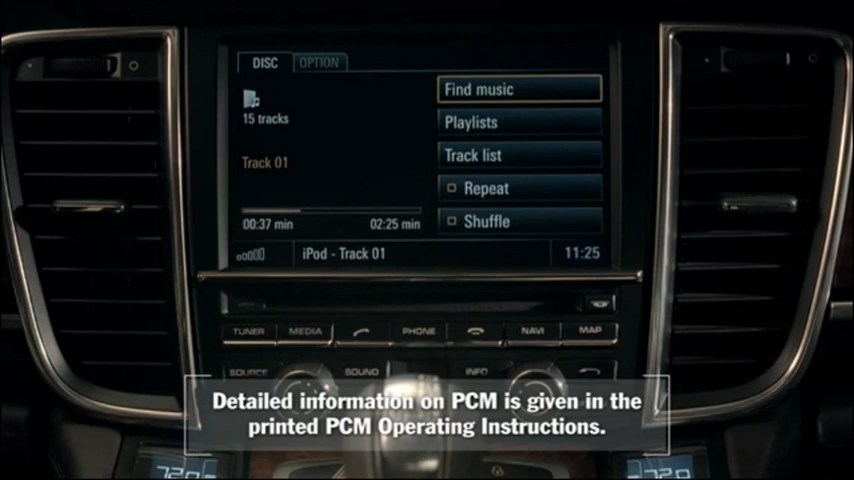 DISC OPTION
15 tracks
Track 01
00:37 min 02:25 min
Find music
Playlists
Track list
Repeat
Shuffle
iPod - Track 01 11:25
TUNER MEDIA PHONE NAVI MAP
SOURCE SOUND INFO
Detailed information on PCM is given in the
printed PCM Operating Instructions.
72° 72°